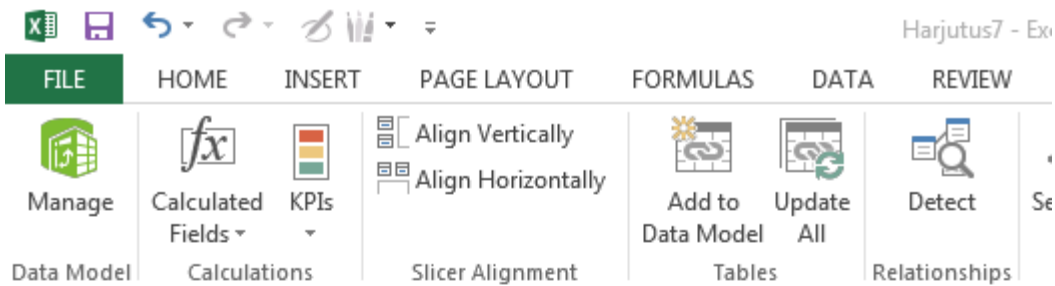 Harjutus7 - Exc
FILE HOME INSERT PAGE LAYOUT FORMULAS DATA REVIEW
Manage
Calculated
Fields
KPIs
Align Vertically
Align Horizontally
Add to
Data Model
Update
All
Detect
Se
Data Model Calculations Slicer Alignment Tables Relationships